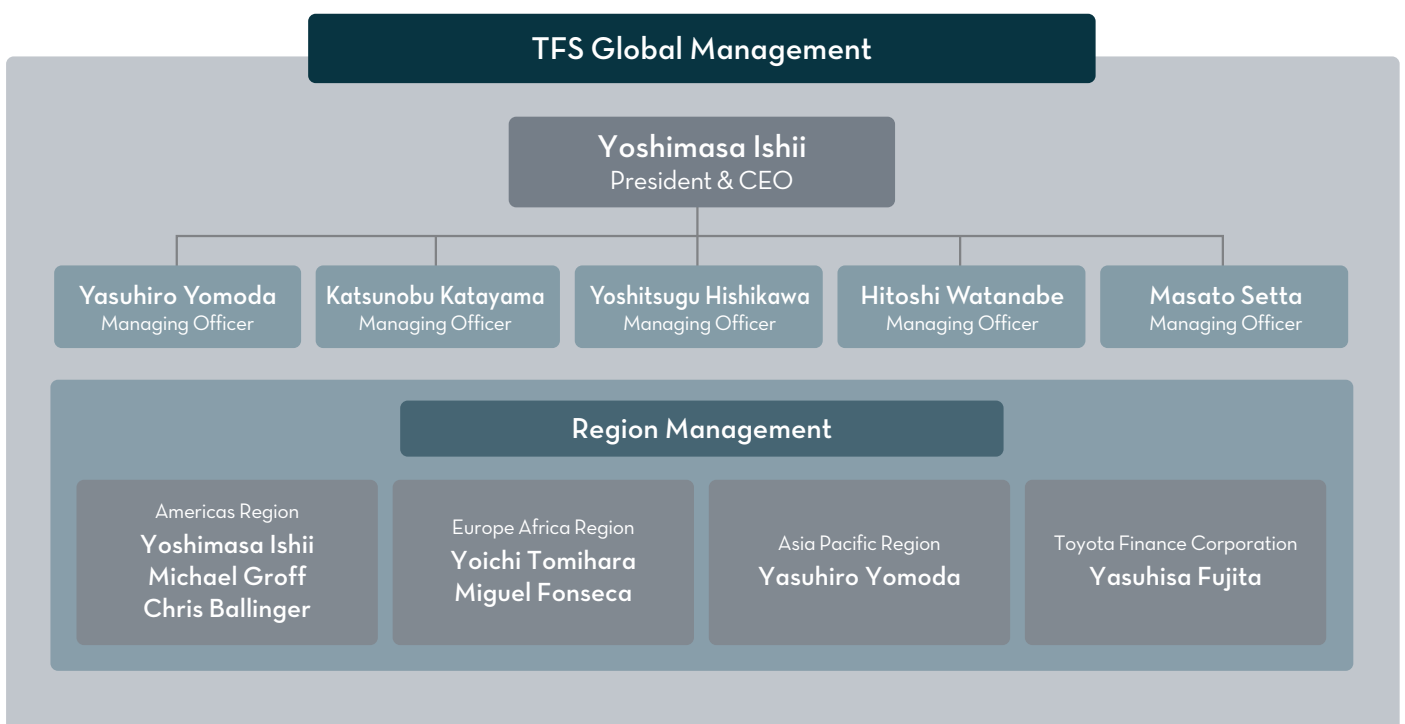 TFS Global Management
Yoshimasa Ishii
President & CEO
Yasuhiro Yomoda
Managing Officer
Katsunobu Katayama
Managing Officer
Yoshitsugu Hishikawa
Managing Officer
Hitoshi Watanabe
Managing Officer
Masato Setta
Managing Officer
Region Management
Americas Region
Yoshimasa Ishii
Michael Groff
Chris Ballinger
Europe Africa Region
Yoichi Tomihara
Miguel Fonseca
Asia Pacific Region
Yasuhiro Yomoda
Toyota Finance Corporation
Yasuhisa Fujita